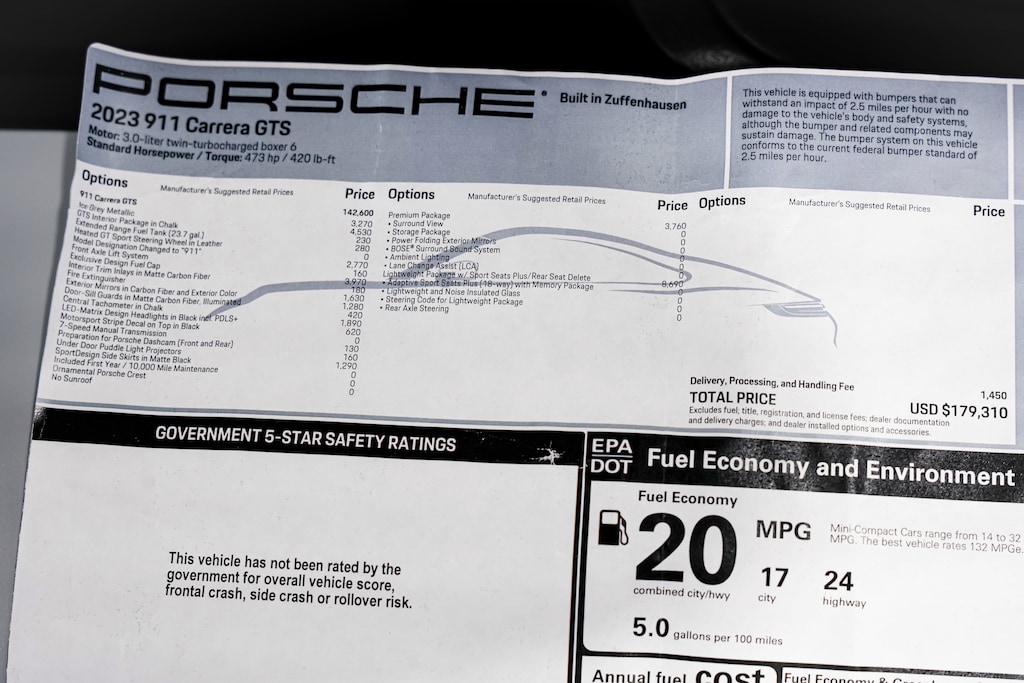 PORSCHE® Built in Zuffenhausen
2023 911 Carrera GTS
Motor: 3.0-liter twin-turbocharged boxer 6
Standard Horsepower / Torque: 473 hp / 420 lb-ft
This vehicle is equipped with bumpers that can
withstand an impact of 2.5 miles per hour with no
damage to the vehicle's body and safety systems,
although the bumper and related components may
sustain damage. The bumper system on this vehicle
conforms to the current federal bumper standard of
2.5 miles per hour.
Options Manufacturer's Suggested Retail Prices Price
911 Carrera GTS 142,600
Ice Grey Metallic 3,270
GTS Interior Package in Chalk 4,530
Extended Range Fuel Tank (23.7 gal.) 230
Heated GT Sport Steering Wheel in Leather 280
Model Designation Changed to "911" 0
Front Axle Lift System 2,770
Exclusive Design Fuel Cap 160
Interior Trim Inlays in Matte Carbon Fiber 3,970
Fire Extinguisher 180
Exterior Mirrors in Carbon Fiber and Exterior Color 1,630
Door-Sill Guards in Matte Carbon Fiber, Illuminated 1,280
Central Tachometer in Chalk 420
LED-Matrix Design Headlights in Black incl. PDLS+ 1,890
Motorsport Stripe Decal on Top in Black 620
7-Speed Manual Transmission 0
Preparation for Porsche Dashcam (Front and Rear) 130
Under Door Puddle Light Projectors 160
SportDesign Side Skirts in Matte Black 1,290
Included First Year / 10,000 Mile Maintenance 0
Ornamental Porsche Crest 0
No Sunroof 0
Options Manufacturer's Suggested Retail Prices Price
Premium Package 3,760
• Surround View 0
• Storage Package 0
• Power Folding Exterior Mirrors 0
• BOSE® Surround Sound System 0
• Ambient Lighting 0
• Lane Change Assist (LCA) 0
Lightweight Package w/ Sport Seats Plus/Rear Seat Delete 8,690
• Adaptive Sport Seats Plus (18-way) with Memory Package 0
• Lightweight and Noise Insulated Glass 0
• Steering Code for Lightweight Package 0
• Rear Axle Steering 0
Options Manufacturer's Suggested Retail Prices Price
Delivery, Processing, and Handling Fee 1,450
TOTAL PRICE USD $179,310
Excludes fuel; title, registration, and license fees; dealer documentation
and delivery charges; and dealer installed options and accessories.
GOVERNMENT 5-STAR SAFETY RATINGS
This vehicle has not been rated by the
government for overall vehicle score,
frontal crash, side crash or rollover risk.
EPA
DOT
Fuel Economy and Environment
Fuel Economy
20 MPG
combined city/hwy
17
city
24
highway
Mini-Compact Cars range from 14 to 32
MPG. The best vehicle rates 132 MPGe.
5.0 gallons per 100 miles
Annual fuel cost
Fuel Economy &